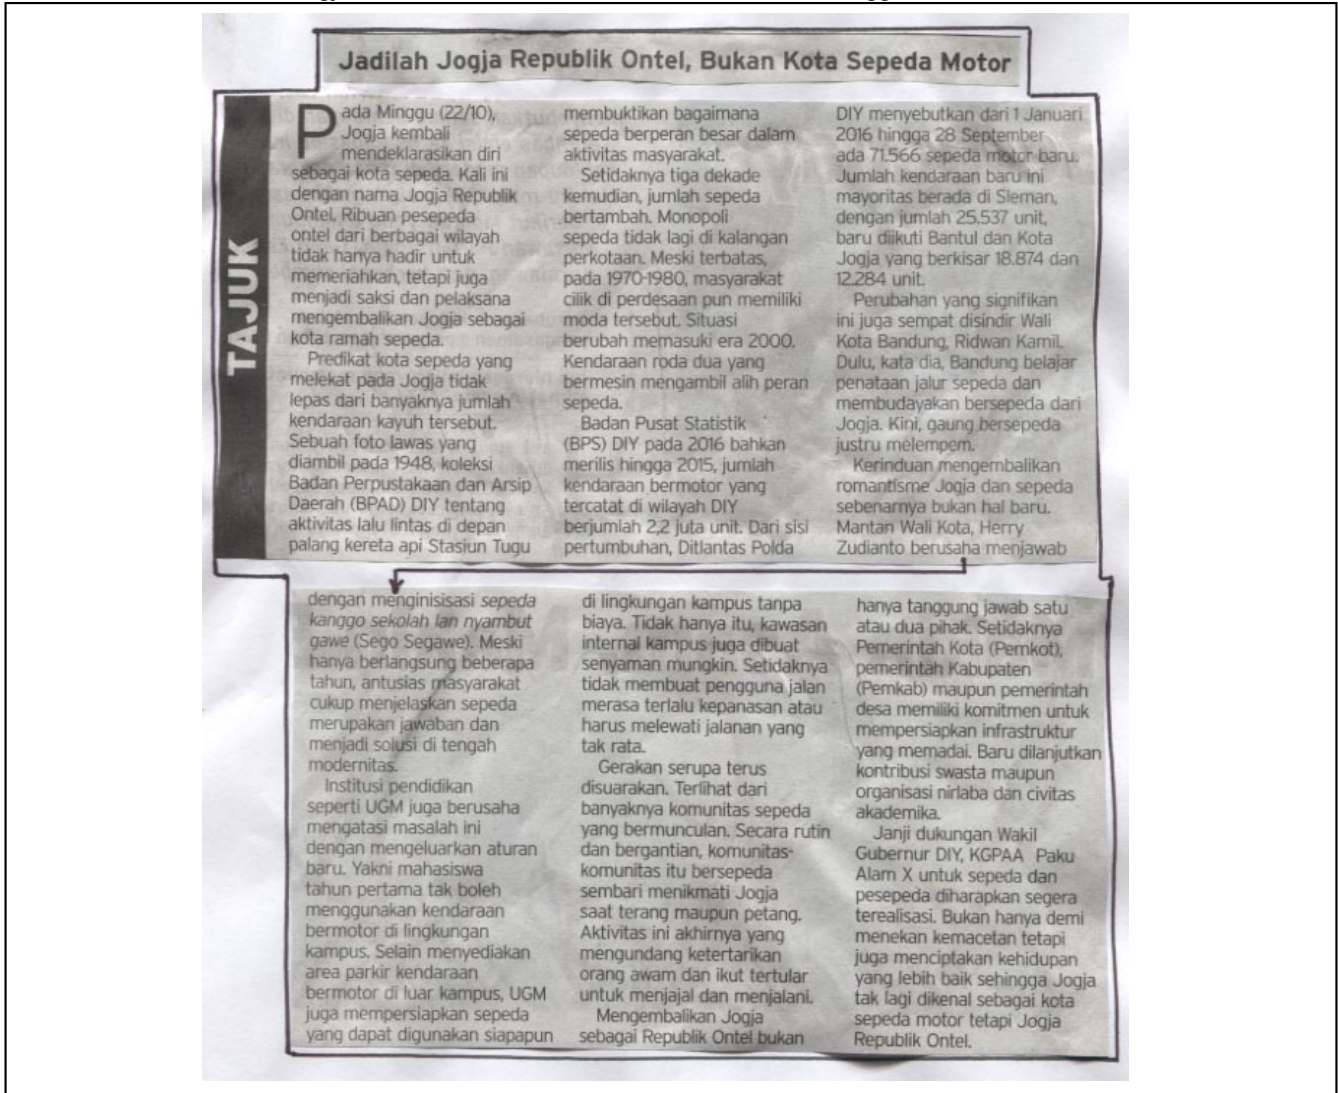 Jadilah Jogja Republik Ontel, Bukan Kota Sepeda Motor
TAJUK
Pada Minggu (22/10),
Jogja kembali
mendeklarasikan diri
sebagai kota sepeda. Kali ini
dengan nama Jogja Republik
Ontel. Ribuan pesepeda
ontel dari berbagai wilayah
tidak hanya hadir untuk
memeriahkan, tetapi juga
menjadi saksi dan pelaksana
mengembalikan Jogja sebagai
kota ramah sepeda.
Predikat kota sepeda yang
melekat pada Jogja tidak
lepas dari banyaknya jumlah
kendaraan kayuh tersebut.
Sebuah foto lawas yang
diambil pada 1948, koleksi
Badan Perpustakaan dan Arsip
Daerah (BPAD) DIY tentang
aktivitas lalu lintas di depan
palang kereta api Stasiun Tugu
membuktikan bagaimana
sepeda berperan besar dalam
aktivitas masyarakat.
Setidaknya tiga dekade
kemudian, jumlah sepeda
bertambah. Monopoli
sepeda tidak lagi di kalangan
perkotaan. Meski terbatas,
pada 1970-1980, masyarakat
cilik di perdesaan pun memiliki
moda tersebut. Situasi
berubah memasuki era 2000.
Kendaraan roda dua yang
bermesin mengambil alih peran
sepeda.
Badan Pusat Statistik
(BPS) DIY pada 2016 bahkan
merilis hingga 2015, jumlah
kendaraan bermotor yang
tercatat di wilayah DIY
berjumlah 2,2 juta unit. Dari sisi
pertumbuhan, Ditlantas Polda
DIY menyebutkan dari 1 Januari
2016 hingga 28 September
ada 71.566 sepeda motor baru.
Jumlah kendaraan baru ini
mayoritas berada di Sleman,
dengan jumlah 25.537 unit,
baru diikuti Bantul dan Kota
Jogja yang berkisar 18.874 dan
12.284 unit.
Perubahan yang signifikan
ini juga sempat disindir Wali
Kota Bandung, Ridwan Kamil.
Dulu, kata dia, Bandung belajar
penataan jalur sepeda dan
membudayakan bersepeda dari
Jogja. Kini, gaung bersepeda
justru melempem.
Kerinduan mengembalikan
romantisme Jogja dan sepeda
sebenarnya bukan hal baru.
Mantan Wali Kota, Herry
Zudianto berusaha menjawab
dengan menginisisasi sepeda
kanggo sekolah lan nyambut
gawe (Sego Segawe). Meski
hanya berlangsung beberapa
tahun, antusias masyarakat
cukup menjelaskan sepeda
merupakan jawaban dan
menjadi solusi di tengah
modernitas.
Institusi pendidikan
seperti UGM juga berusaha
mengatasi masalah ini
dengan mengeluarkan aturan
baru. Yakni mahasiswa
tahun pertama tak boleh
menggunakan kendaraan
bermotor di lingkungan
kampus. Selain menyediakan
area parkir kendaraan
bermotor di luar kampus, UGM
juga mempersiapkan sepeda
yang dapat digunakan siapapun
di lingkungan kampus tanpa
biaya. Tidak hanya itu, kawasan
internal kampus juga dibuat
senyaman mungkin. Setidaknya
tidak membuat pengguna jalan
merasa terlalu kepanasan atau
harus melewati jalanan yang
tak rata.
Gerakan serupa terus
disuarakan. Terlihat dari
banyaknya komunitas sepeda
yang bermunculan. Secara rutin
dan bergantian, komunitas-
komunitas itu bersepeda
sembari menikmati Jogja
saat terang maupun petang.
Aktivitas ini akhirnya yang
mengundang ketertarikan
orang awam dan ikut tertular
untuk menjajal dan menjalani.
Mengembalikan Jogja
sebagai Republik Ontel bukan
hanya tanggung jawab satu
atau dua pihak. Setidaknya
Pemerintah Kota (Pemkot),
pemerintah Kabupaten
(Pemkab) maupun pemerintah
desa memiliki komitmen untuk
mempersiapkan infrastruktur
yang memadai. Baru dilanjutkan
kontribusi swasta maupun
organisasi nirlaba dan civitas
akademika.
Janji dukungan Wakil
Gubernur DIY, KGPAA Paku
Alam X untuk sepeda dan
pesepeda diharapkan segera
terealisasi. Bukan hanya demi
menekan kemacetan tetapi
juga menciptakan kehidupan
yang lebih baik sehingga Jogja
tak lagi dikenal sebagai kota
sepeda motor tetapi Jogja
Republik Ontel.